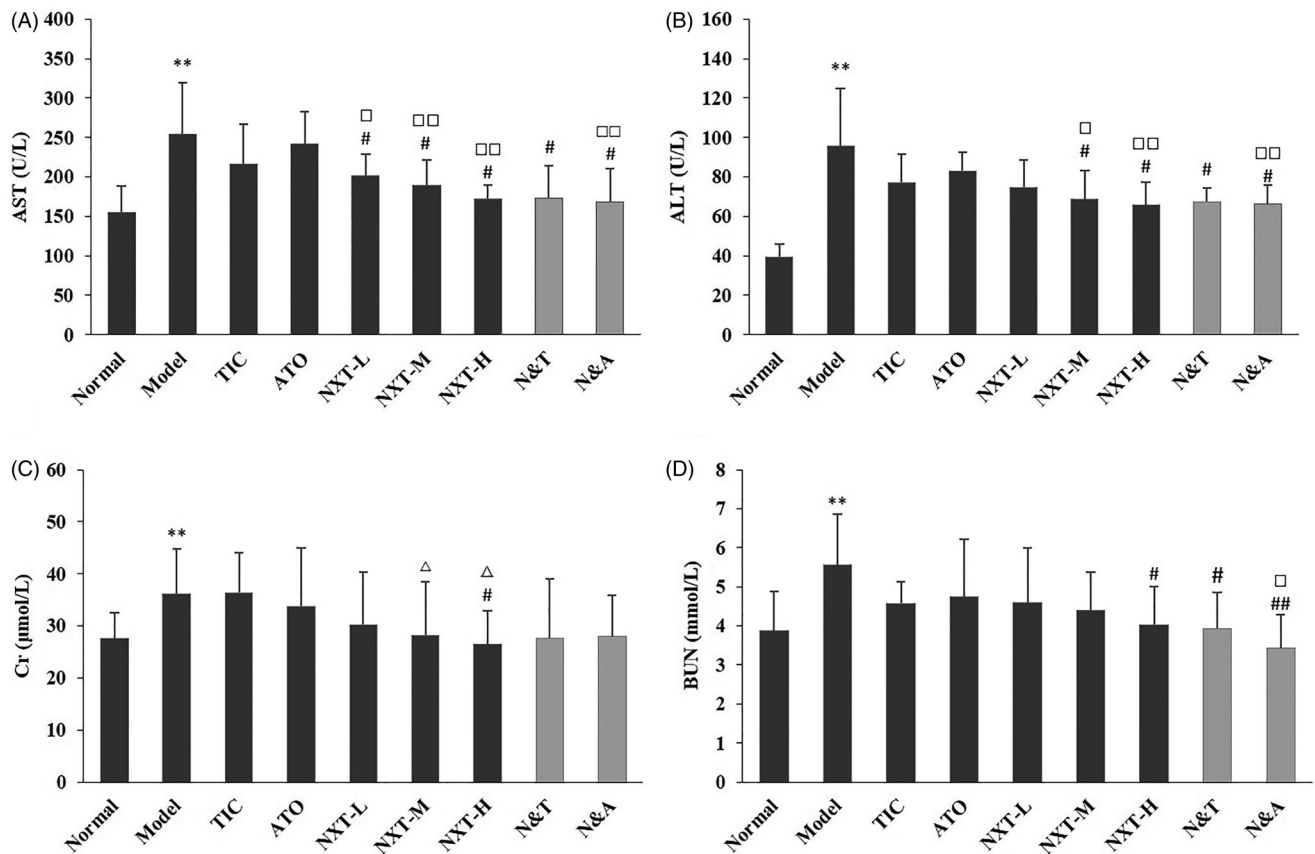 (A)
AST (U/L)
400
350
300
250
200
150
100
50
0
**
□
#
□□
#
□□
#
#
□□
#
Normal
Model
TIC
ATO
NXT-L
NXT-M
NXT-H
N&T
N&A
(B)
ALT (U/L)
160
140
120
100
80
60
40
20
0
**
□
#
□□
#
#
□□
#
Normal
Model
TIC
ATO
NXT-L
NXT-M
NXT-H
N&T
N&A
(C)
Cr (μmol/L)
60
50
40
30
20
10
0
**
△
△
#
Normal
Model
TIC
ATO
NXT-L
NXT-M
NXT-H
N&T
N&A
(D)
BUN (mmol/L)
8
7
6
5
4
3
2
1
0
**
#
#
□
##
Normal
Model
TIC
ATO
NXT-L
NXT-M
NXT-H
N&T
N&A